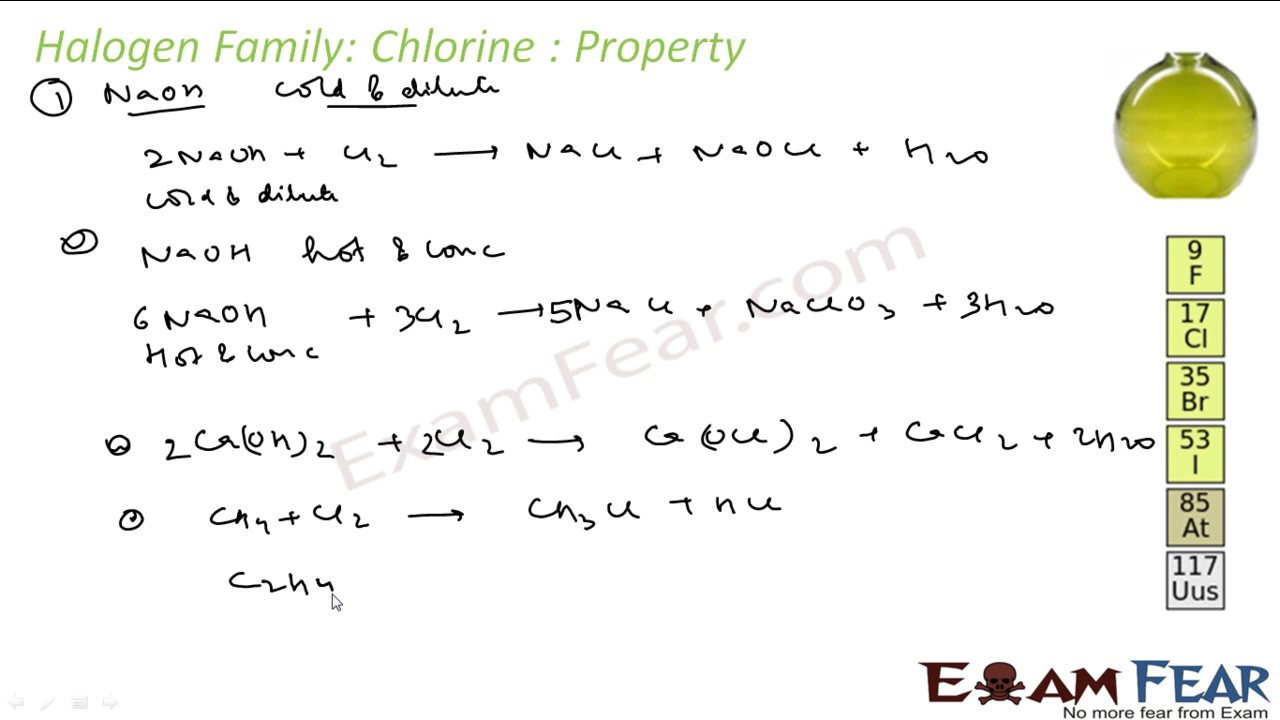 Halogen Family: Chlorine : Property
① NaOH cold & dilute
2NaOH + Cl2 → NaCl + NaOCl + H2O
cold & dilute
② NaOH hot & conc
6NaOH + 3Cl2 → 5NaCl + NaClO3 + 3H2O
Hot & conc
2Ca(OH)2 + 2Cl2 → Ca(OCl)2 + CaCl2 + 2H2O
CH4 + Cl2 → CH3Cl + HCl
C2H4
9
F
17
Cl
35
Br
53
I
85
At
117
Uus
ExamFear.com
EXAM FEAR
No more fear from Exam